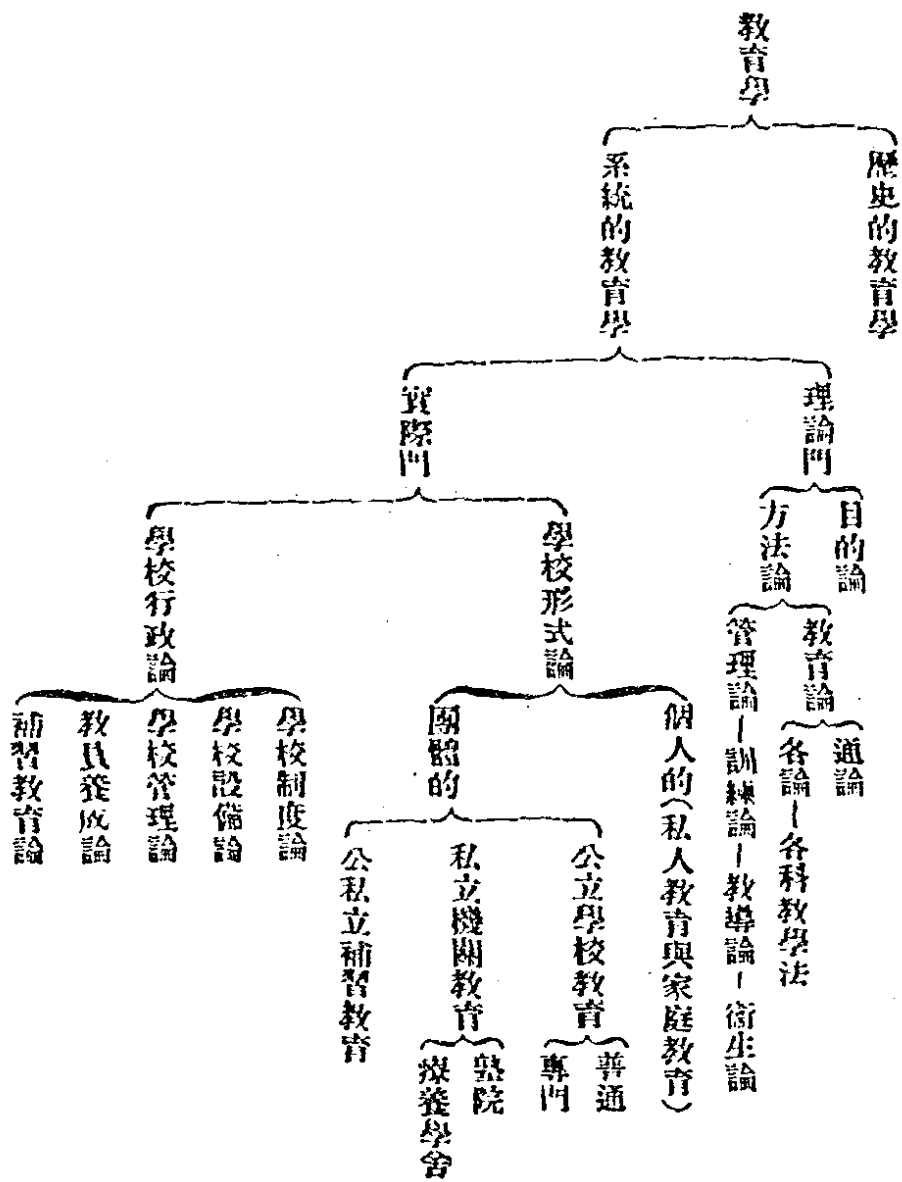 教育學
歷史的教育學
系統的教育學
理論門
目的論
方法論
教育論
通論
各論—各科教學法
管理論—訓練論—教導論—衞生論
實際門
學校形式論
個人的(私人教育與家庭教育)
團體的
公立學校教育
普通
專門
私立機關教育
塾院
療養學舍
公私立補習教育
學校行政論
學校制度論
學校設備論
學校管理論
教員養成論
補習教育論